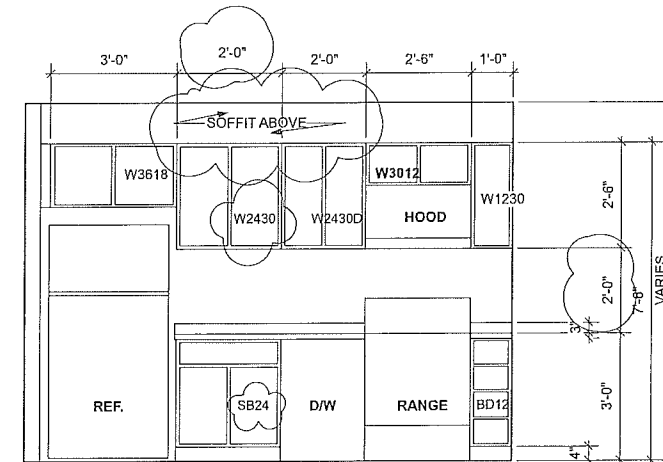 3'-0"
2'-0"
2'-0"
2'-6"
1'-0"
SOFFIT ABOVE
W3618
W2430
W2430D
W3012
HOOD
W1230
2'-6"
2'-0"
7'-6"
VARIES
3"
REF.
SB24
D/W
RANGE
BD12
3'-0"
4"